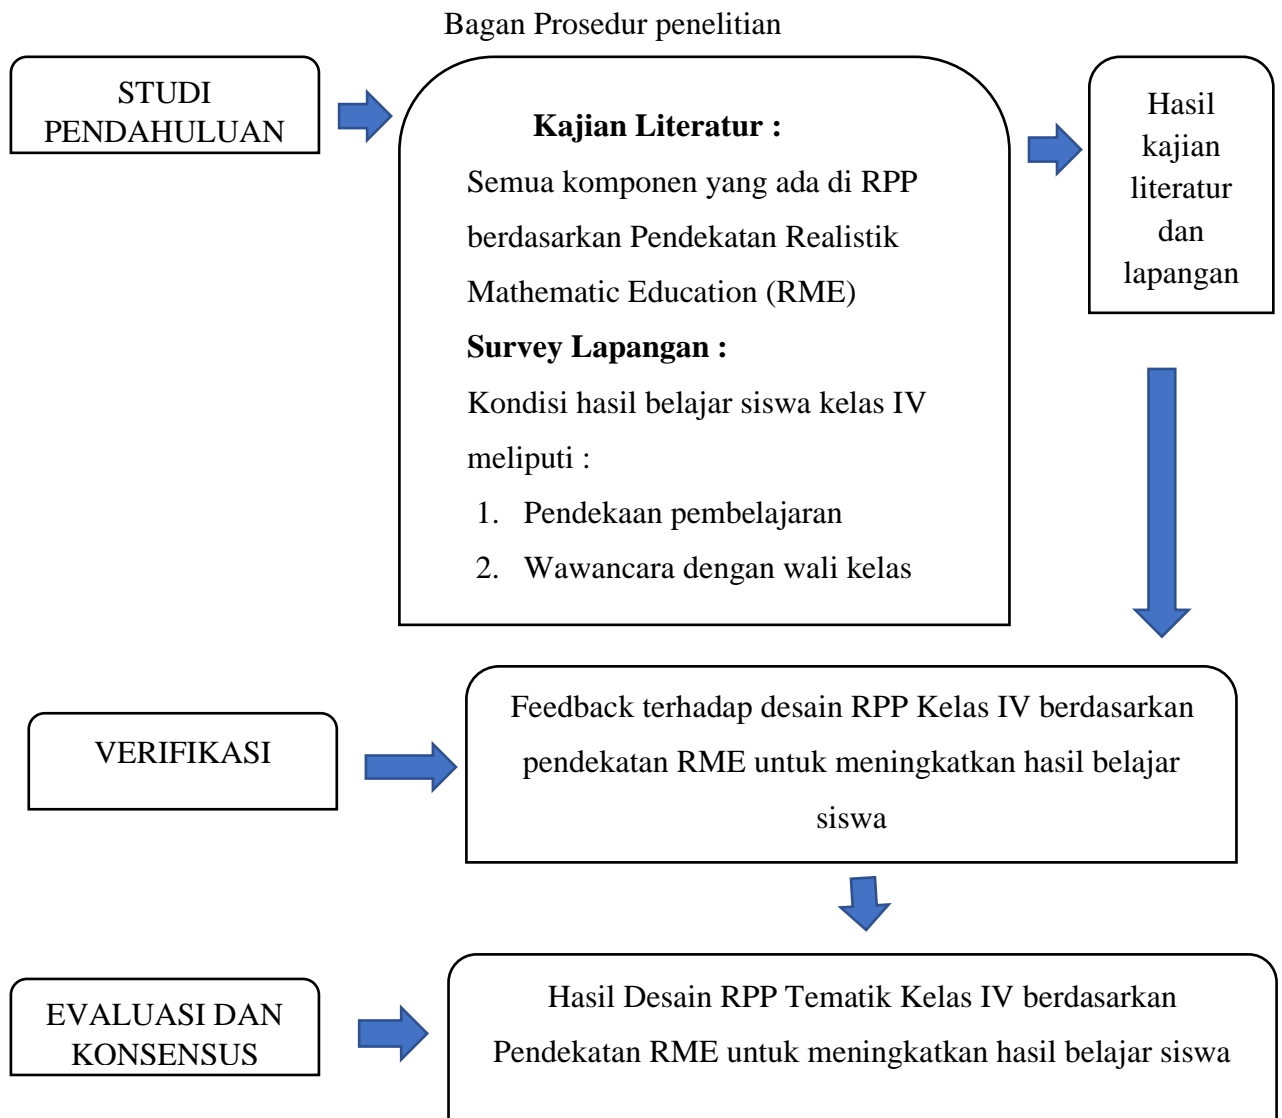 Bagan Prosedur penelitian
STUDI
PENDAHULUAN
Kajian Literatur :
Semua komponen yang ada di RPP
berdasarkan Pendekatan Realistik
Mathematic Education (RME)
Survey Lapangan :
Kondisi hasil belajar siswa kelas IV
meliputi :
1. Pendekaan pembelajaran
2. Wawancara dengan wali kelas
Hasil
kajian
literatur
dan
lapangan
VERIFIKASI
Feedback terhadap desain RPP Kelas IV berdasarkan
pendekatan RME untuk meningkatkan hasil belajar
siswa
EVALUASI DAN
KONSENSUS
Hasil Desain RPP Tematik Kelas IV berdasarkan
Pendekatan RME untuk meningkatkan hasil belajar siswa